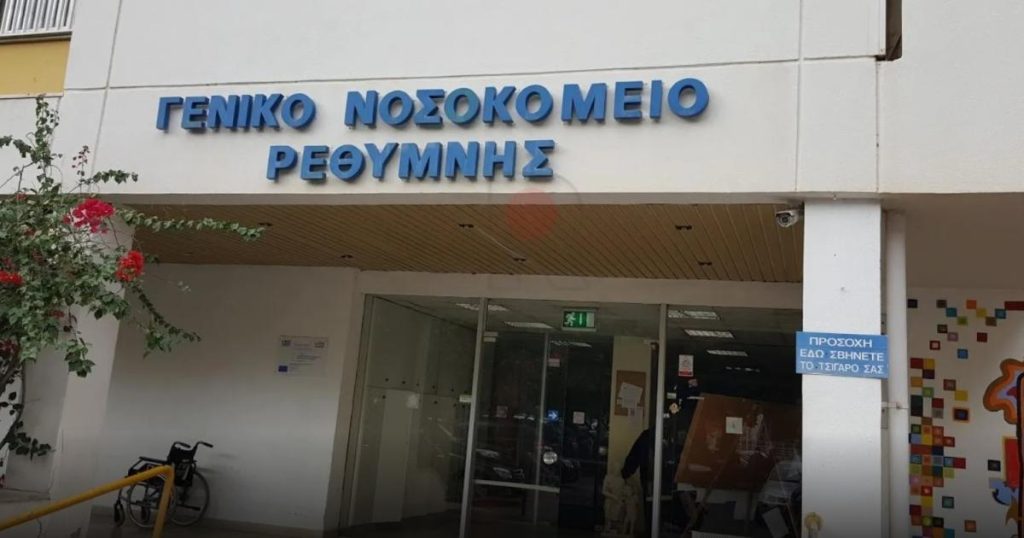 ΓΕΝΙΚΟ ΝΟΣΟΚΟΜΕΙΟ
ΡΕΘΥΜΝΗΣ
ΠΡΟΣΟΧΗ
ΕΔΩ ΣΒΗΝΕΤΕ
ΤΟ ΤΣΙΓΑΡΟ ΣΑΣ